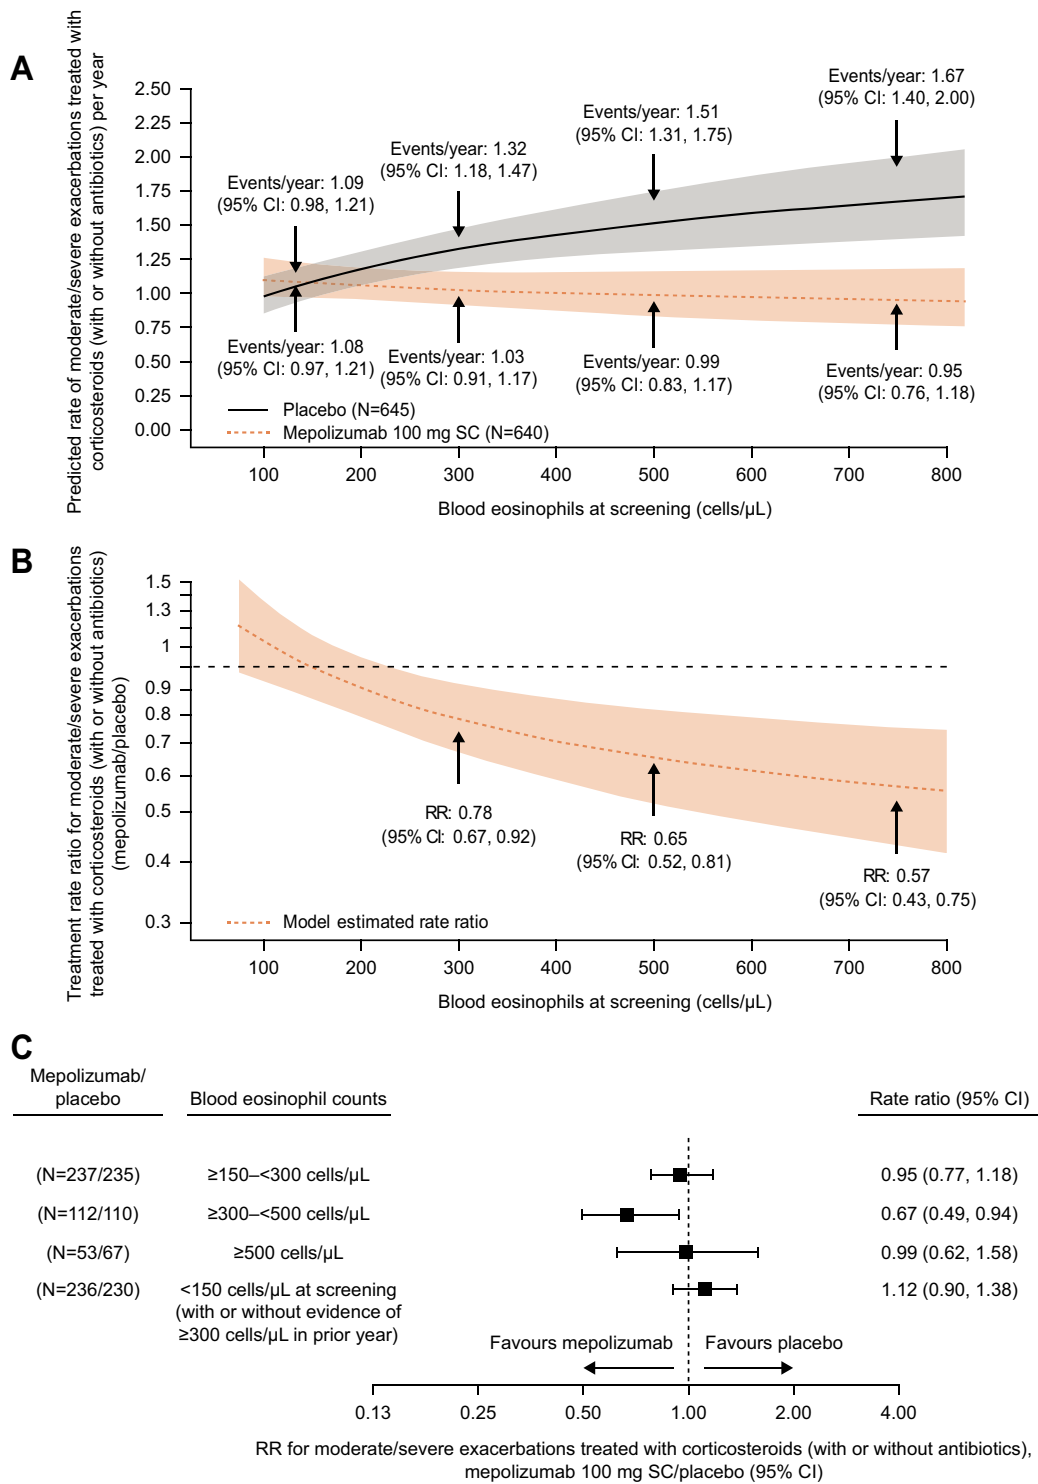 A
Predicted rate of moderate/severe exacerbations treated with
corticosteroids (with or without antibiotics) per year
2.50
2.25
2.00
1.75
1.50
1.25
1.00
0.75
0.50
0.25
0.00
Events/year: 1.09
(95% CI: 0.98, 1.21)
Events/year: 1.32
(95% CI: 1.18, 1.47)
Events/year: 1.51
(95% CI: 1.31, 1.75)
Events/year: 1.67
(95% CI: 1.40, 2.00)
Events/year: 1.08
(95% CI: 0.97, 1.21)
Events/year: 1.03
(95% CI: 0.91, 1.17)
Events/year: 0.99
(95% CI: 0.83, 1.17)
Events/year: 0.95
(95% CI: 0.76, 1.18)
Placebo (N=645)
Mepolizumab 100 mg SC (N=640)
100 200 300 400 500 600 700 800
Blood eosinophils at screening (cells/µL)
B
Treatment rate ratio for moderate/severe exacerbations
treated with corticosteroids (with or without antibiotics)
(mepolizumab/placebo)
1.5
1.3
1
0.9
0.8
0.7
0.6
0.5
0.4
0.3
RR: 0.78
(95% CI: 0.67, 0.92)
RR: 0.65
(95% CI: 0.52, 0.81)
RR: 0.57
(95% CI: 0.43, 0.75)
Model estimated rate ratio
100 200 300 400 500 600 700 800
Blood eosinophils at screening (cells/µL)
C
Mepolizumab/
placebo
Blood eosinophil counts
Rate ratio (95% CI)
(N=237/235) ≥150–<300 cells/µL 0.95 (0.77, 1.18)
(N=112/110) ≥300–<500 cells/µL 0.67 (0.49, 0.94)
(N=53/67) ≥500 cells/µL 0.99 (0.62, 1.58)
(N=236/230) <150 cells/µL at screening 1.12 (0.90, 1.38)
(with or without evidence of
≥300 cells/µL in prior year)
Favours mepolizumab Favours placebo
0.13 0.25 0.50 1.00 2.00 4.00
RR for moderate/severe exacerbations treated with corticosteroids (with or without antibiotics),
mepolizumab 100 mg SC/placebo (95% CI)